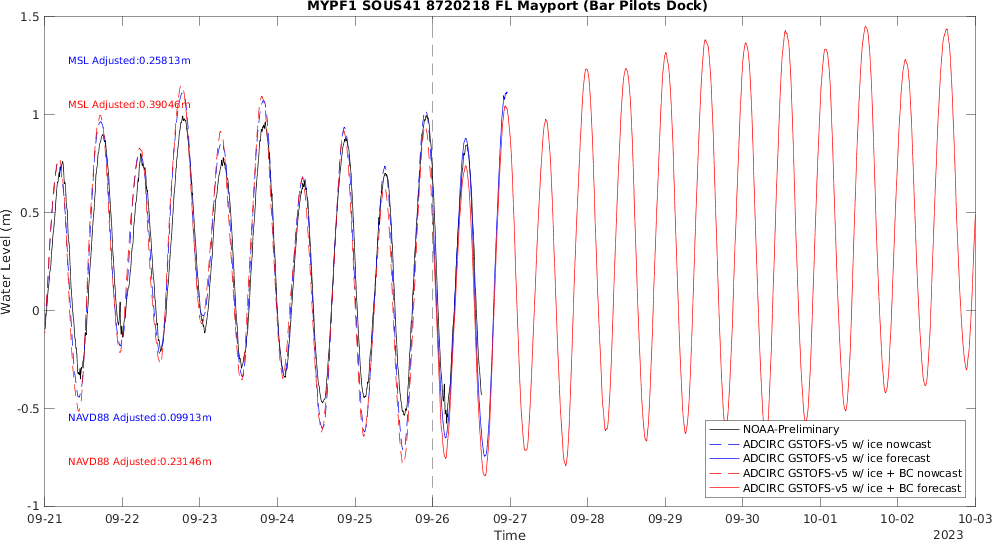 MYPF1 SOUS41 8720218 FL Mayport (Bar Pilots Dock)
1.5
1
0.5
0
-0.5
-1
Water Level (m)
MSL Adjusted:0.25813m
MSL Adjusted:0.39046m
NAVD88 Adjusted:0.09913m
NAVD88 Adjusted:0.23146m
NOAA-Preliminary
ADCIRC GSTOFS-v5 w/ ice nowcast
ADCIRC GSTOFS-v5 w/ ice forecast
ADCIRC GSTOFS-v5 w/ ice + BC nowcast
ADCIRC GSTOFS-v5 w/ ice + BC forecast
09-21 09-22 09-23 09-24 09-25 09-26 09-27 09-28 09-29 09-30 10-01 10-02 10-03
Time
2023